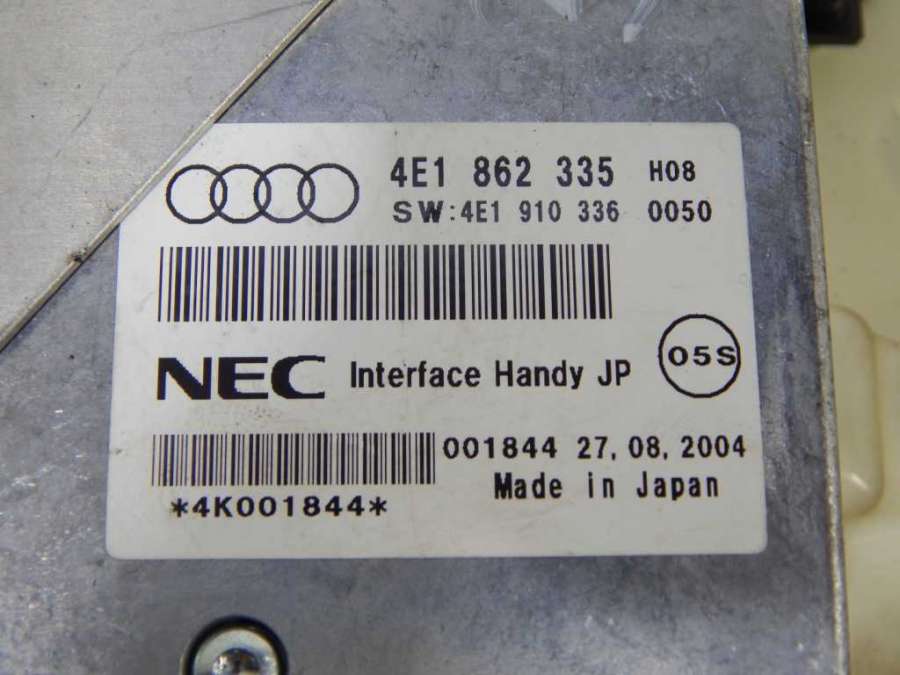 4E1 862 335 H08
SW:4E1 910 336 0050
NEC Interface Handy JP 05S
001844 27,08,2004
Made in Japan
*4K001844*